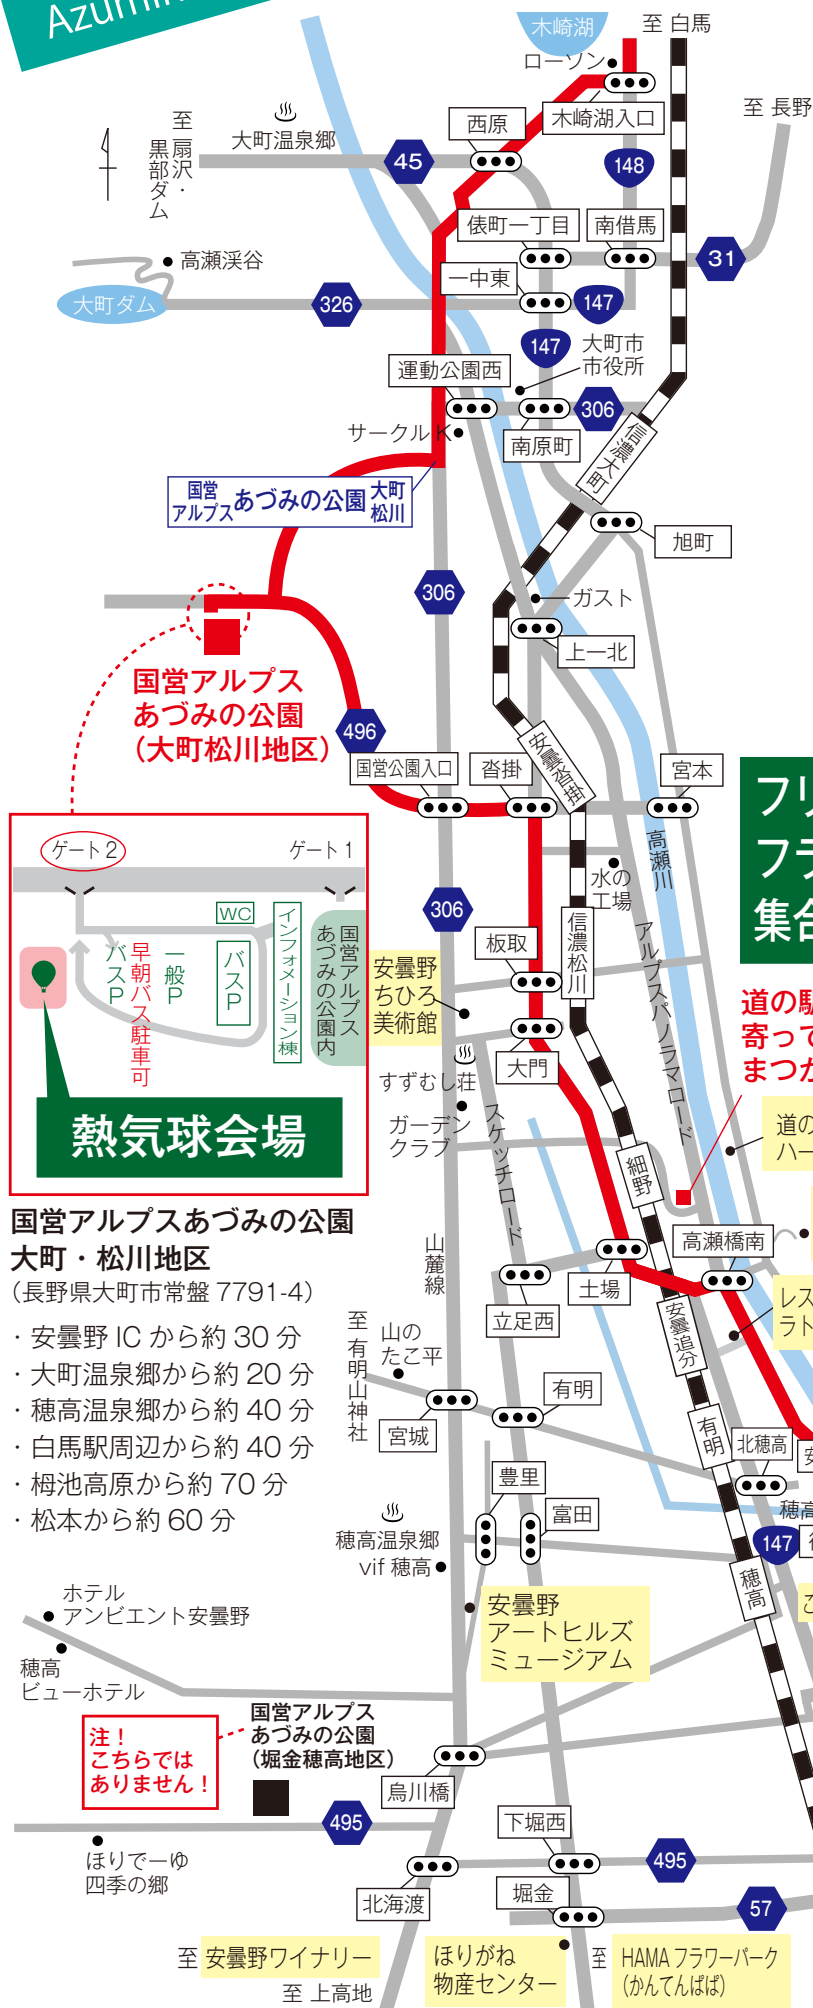 木崎湖
至 白馬
ローソン
至 長野
木崎湖入口
西原
大町温泉郷
至 扇沢・
黒部ダム
45
148
俵町一丁目
南借馬
31
高瀬渓谷
一中東
大町ダム
326
147
147
大町市
市役所
運動公園西
306
サークルK
南原町
信濃大町
国営
アルプス
あづみの公園
大町
松川
旭町
306
ガスト
上一北
国営アルプス
あづみの公園
（大町松川地区）
496
安曇沓掛
国営公園入口
沓掛
宮本
高瀬川
水の
工場
ゲート2
ゲート1
WC
バスP
早朝バス駐車可
一般P
バスP
インフォメーション棟
国営アルプス
あづみの公園内
熱気球会場
306
信濃松川
板取
安曇野
ちひろ
美術館
アルプスパノラマロード
大門
すずむし荘
ガーデン
クラブ
スケッチロード
細野
国営アルプスあづみの公園
大町・松川地区
（長野県大町市常盤 7791-4）
・安曇野 IC から約 30 分
・大町温泉郷から約 20 分
・穂高温泉郷から約 40 分
・白馬駅周辺から約 40 分
・栂池高原から約 70 分
・松本から約 60 分
山麓線
高瀬橋南
土場
立足西
安曇追分
至 有明山神社
山の
たこ平
有明
宮城
有明
北穂高
豊里
富田
穂高温泉郷
vif 穂高
147
穂高
安曇野
アートヒルズ
ミュージアム
ホテル
アンビエント安曇野
穂高
ビューホテル
国営アルプス
あづみの公園
（堀金穂高地区）
注！
こちらでは
ありません！
烏川橋
495
下堀西
495
ほりでーゆ
四季の郷
北海渡
堀金
57
至 安曇野ワイナリー
至 上高地
ほりがね
物産センター
至 HAMA フラワーパーク
（かんてんぱぱ）